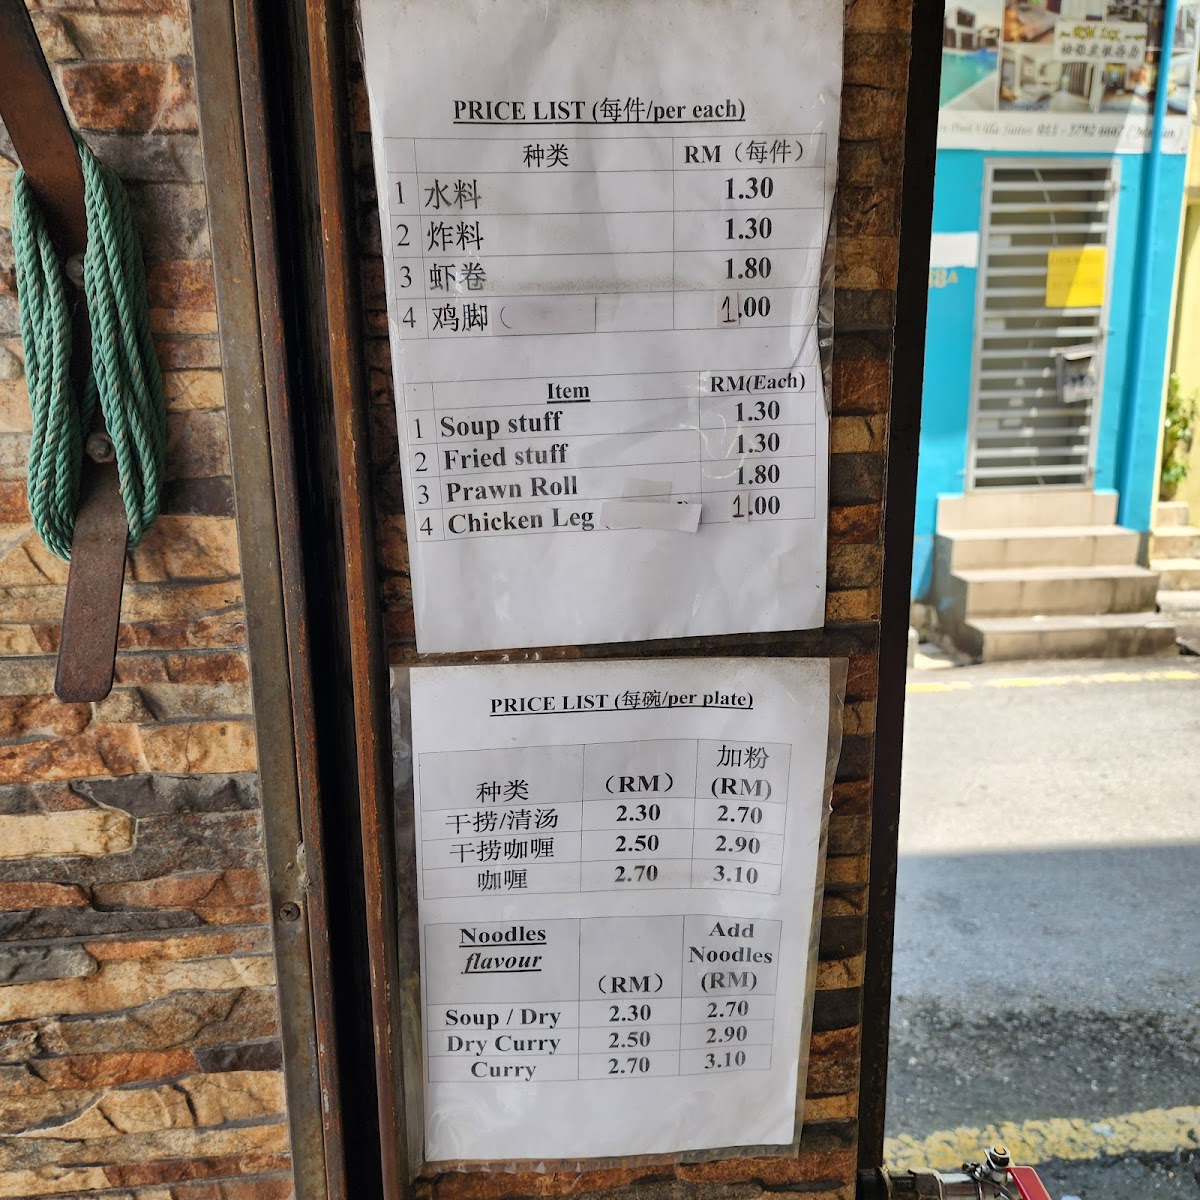 PRICE LIST (每件/per each)
种类 RM（每件）
1 水料 1.30
2 炸料 1.30
3 虾卷 1.80
4 鸡脚 ( 1.00
Item RM(Each)
1 Soup stuff 1.30
2 Fried stuff 1.30
3 Prawn Roll 1.80
4 Chicken Leg ( 1.00
PRICE LIST (每碗/per plate)
种类 （RM） 加粉 (RM)
干捞/清汤 2.30 2.70
干捞咖喱 2.50 2.90
咖喱 2.70 3.10
Noodles flavour （RM） Add Noodles (RM)
Soup / Dry 2.30 2.70
Dry Curry 2.50 2.90
Curry 2.70 3.10